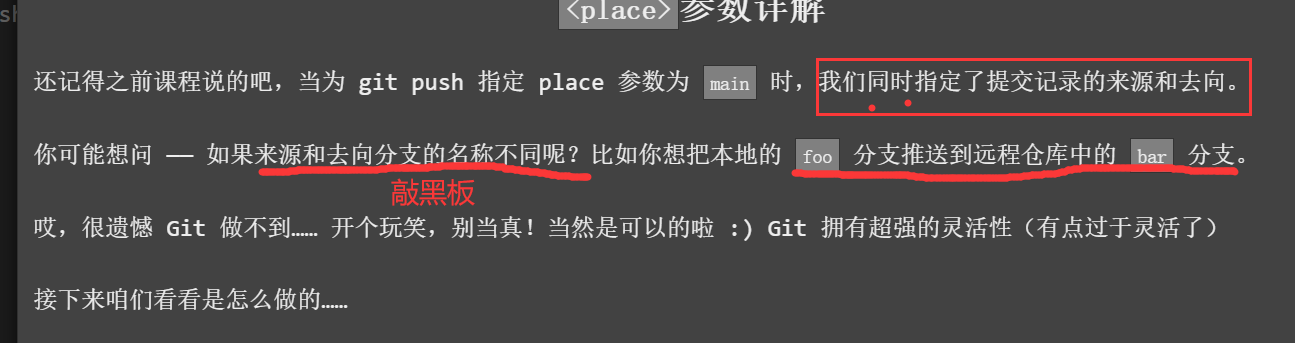 sh
<place>参数详解
还记得之前课程说的吧，当为 git push 指定 place 参数为 main 时，我们同时指定了提交记录的来源和去向。
你可能想问 —— 如果来源和去向分支的名称不同呢？比如你想把本地的 foo 分支推送到远程仓库中的 bar 分支。
敲黑板
哎，很遗憾 Git 做不到…… 开个玩笑，别当真！当然是可以的啦 :) Git 拥有超强的灵活性（有点过于灵活了）
接下来咱们看看是怎么做的……